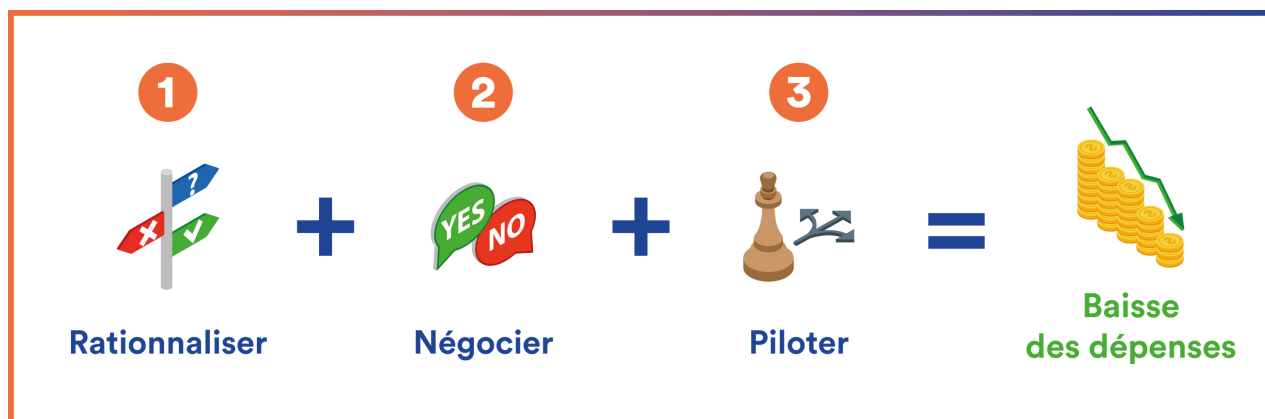 1
2
3
?
YES
NO
+
+
=
Rationnaliser
Négocier
Piloter
Baisse
des dépenses